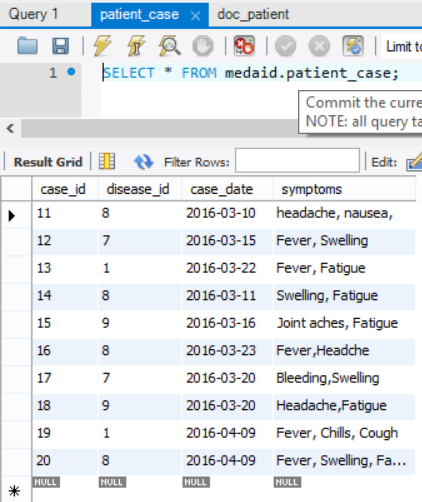 Query 1 patient_case × doc_patient
Limit to
1 SELECT * FROM medaid.patient_case;
Commit the curre
NOTE: all query ta
Result Grid Filter Rows: Edit:
case_id disease_id case_date symptoms
11 8 2016-03-10 headache, nausea,
12 7 2016-03-15 Fever, Swelling
13 1 2016-03-22 Fever, Fatigue
14 8 2016-03-11 Swelling, Fatigue
15 9 2016-03-16 Joint aches, Fatigue
16 8 2016-03-23 Fever,Headche
17 7 2016-03-20 Bleeding,Swelling
18 9 2016-03-20 Headache,Fatigue
19 1 2016-04-09 Fever, Chills, Cough
20 8 2016-04-09 Fever, Swelling, Fa...
NULL NULL NULL NULL